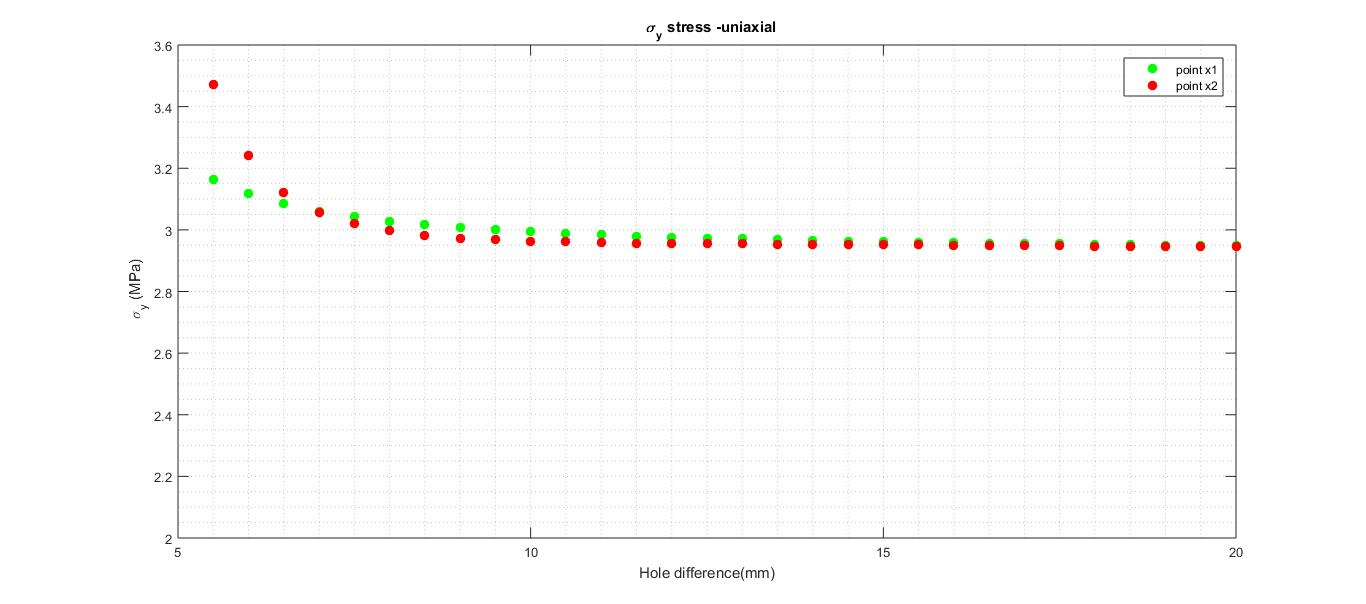 σy stress -uniaxial
3.6
3.4
3.2
3
2.8
2.6
2.4
2.2
2
σy (MPa)
point x1
point x2
5
10
15
20
Hole difference(mm)